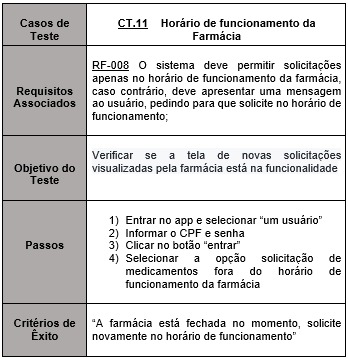 Casos de
Teste
CT.11 Horário de funcionamento da
Farmácia
Requisitos
Associados
RF-008 O sistema deve permitir solicitações
apenas no horário de funcionamento da farmácia,
caso contrário, deve apresentar uma mensagem
ao usuário, pedindo para que solicite no horário de
funcionamento;
Objetivo do
Teste
Verificar se a tela de novas solicitações
visualizadas pela farmácia está na funcionalidade
Passos
1) Entrar no app e selecionar “um usuário”
2) Informar o CPF e senha
3) Clicar no botão “entrar”
4) Selecionar a opção solicitação de
medicamentos fora do horário de
funcionamento da farmácia
Critérios de
Êxito
“A farmácia está fechada no momento, solicite
novamente no horário de funcionamento”